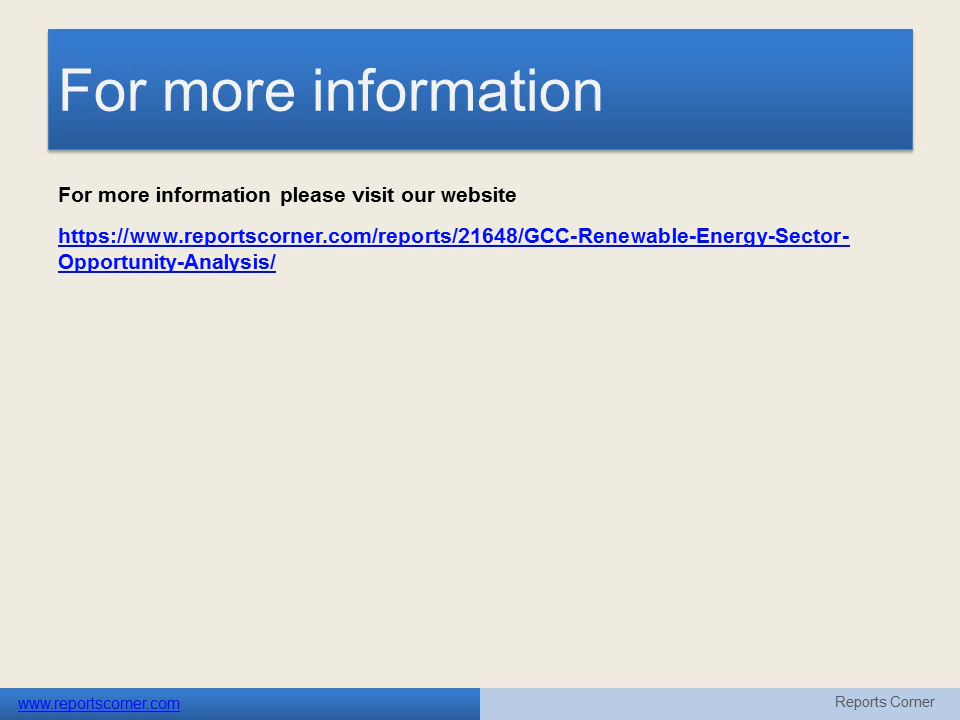 For more information
For more information please visit our website
https://www.reportscorner.com/reports/21648/GCC-Renewable-Energy-Sector-
Opportunity-Analysis/
www.reportscorner.com
Reports Corner